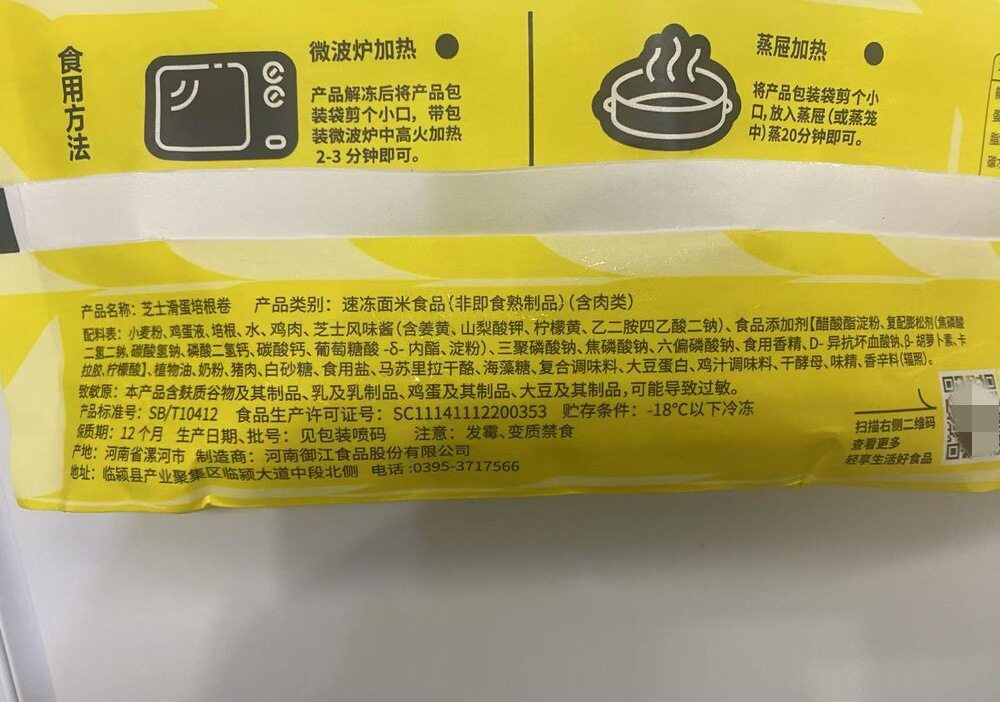 食用方法
微波炉加热
产品解冻后将产品包
装袋剪个小口，带包
装微波炉中高火加热
2-3 分钟即可。
蒸屉加热
将产品包装袋剪个小
口,放入蒸屉(或蒸笼
中)蒸20分钟即可。
产品名称：芝士滑蛋培根卷 产品类别：速冻面米食品{非即食熟制品}(含肉类)
配料表：小麦粉、鸡蛋液、培根、水、鸡肉、芝士风味酱(含姜黄、山梨酸钾、柠檬黄、乙二胺四乙酸二钠)、食品添加剂【醋酸酯淀粉、复配膨松剂(焦磷酸
二氢二钠、碳酸氢钠、磷酸二氢钙、碳酸钙、葡萄糖酸 -δ- 内酯、淀粉)、三聚磷酸钠、焦磷酸钠、六偏磷酸钠、食用香精、D- 异抗坏血酸钠、β- 胡萝卜素、卡
拉胶、柠檬酸】、植物油、奶粉、猪肉、白砂糖、食用盐、马苏里拉干酪、海藻糖、复合调味料、大豆蛋白、鸡汁调味料、干酵母、味精、香辛料(辐照)。
致敏原：本产品含麸质谷物及其制品、乳及乳制品、鸡蛋及其制品、大豆及其制品,可能导致过敏。
产品标准号：SB/T10412 食品生产许可证号：SC11141112200353 贮存条件：-18℃以下冷冻
保质期：12个月 生产日期、批号：见包装喷码 注意：发霉、变质禁食
产地：河南省漯河市 制造商：河南御江食品股份有限公司
地址：临颍县产业聚集区临颍大道中段北侧 电话:0395-3717566
扫描右侧二维码
查看更多
轻享生活好食品